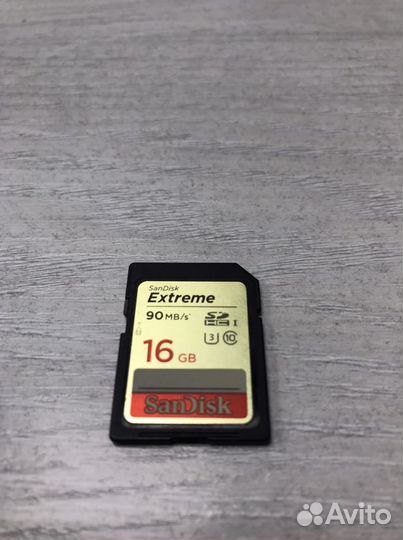 SanDisk
Extreme
90 MB/s* SD HC I
16 GB 3 10
SanDisk
Avito